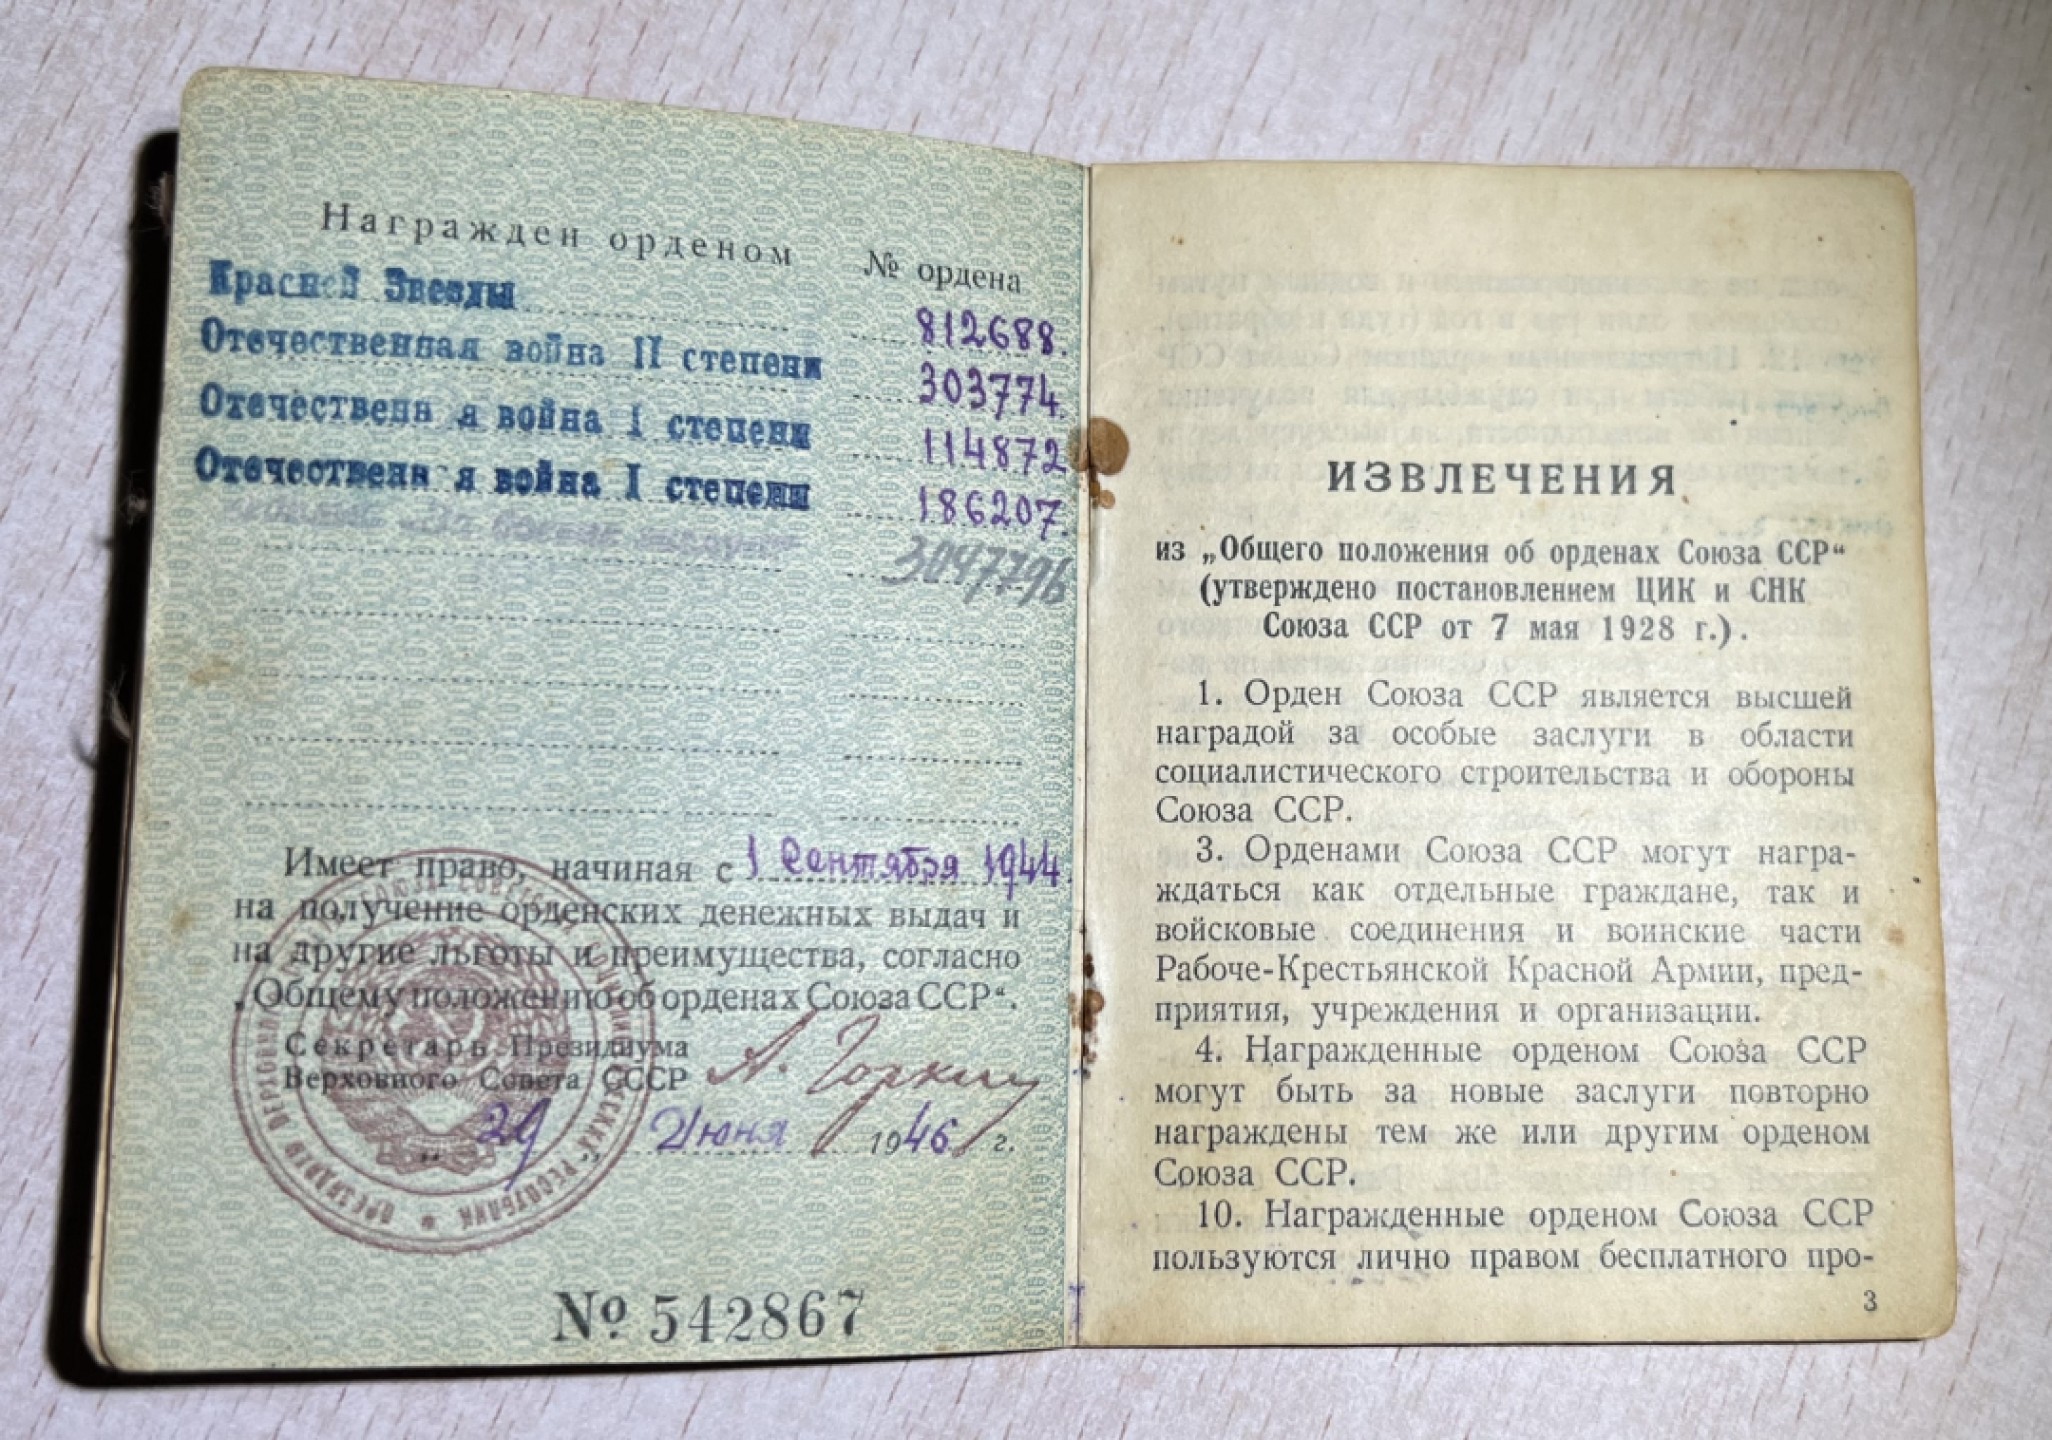 Награжден орденом № ордена
Красной Звезды 812688.
Отечественная война II степени 303774.
Отечественн я война I степени 114872
Отечественн я война I степени 186207.
"За боевые заслуги" 3047796
Имеет право, начиная с 1 Сентября 1944.
на получение орденских денежных выдач и
на другие льготы и преимущества, согласно
„Общему положению об орденах Союза ССР“.
Секретарь Президиума
Верховного Совета СССР А. Горкин
„29 Июня 1946 г.
№ 542867
ИЗВЛЕЧЕНИЯ
из „Общего положения об орденах Союза ССР“
(утверждено постановлением ЦИК и СНК
Союза ССР от 7 мая 1928 г.).
1. Орден Союза ССР является высшей
наградой за особые заслуги в области
социалистического строительства и обороны
Союза ССР.
3. Орденами Союза ССР могут награ-
ждаться как отдельные граждане, так и
войсковые соединения и воинские части
Рабоче-Крестьянской Красной Армии, пред-
приятия, учреждения и организации.
4. Награжденные орденом Союза ССР
могут быть за новые заслуги повторно
награждены тем же или другим орденом
Союза ССР.
10. Награжденные орденом Союза ССР
пользуются лично правом бесплатного про-
3